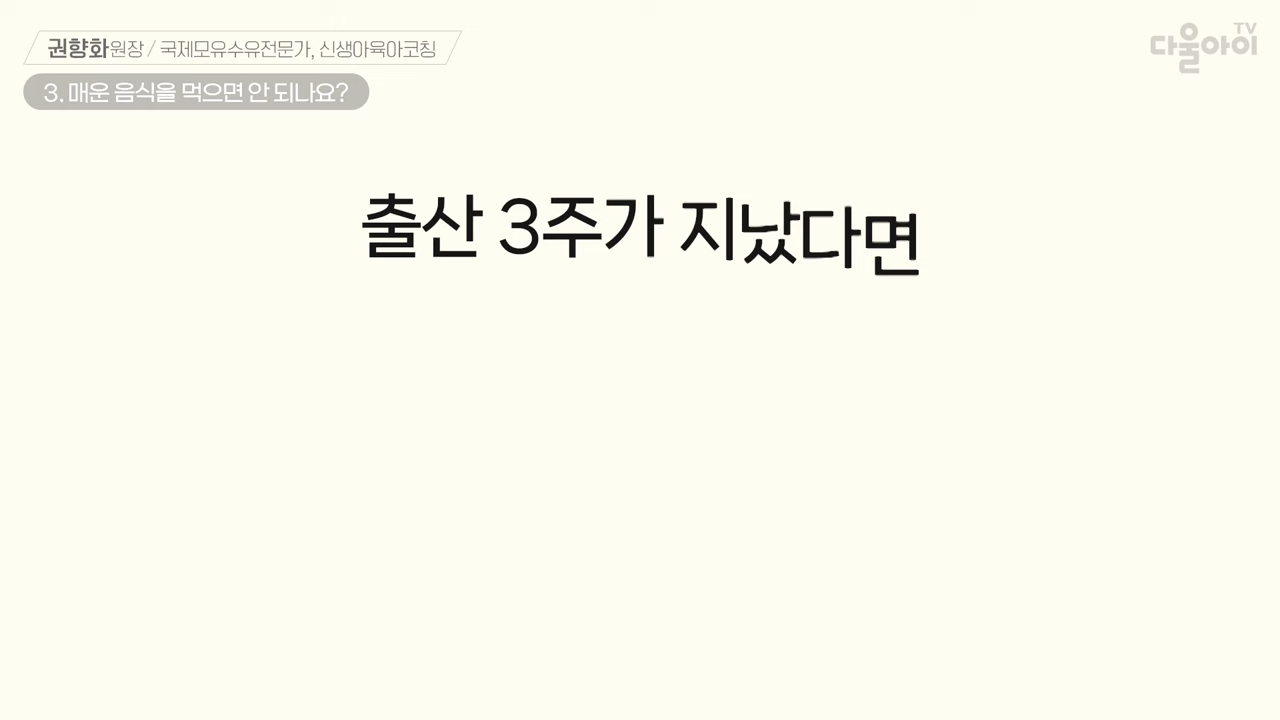 권향화원장 / 국제모유수유전문가, 신생아육아코칭
다울아이 TV
3. 매운 음식을 먹으면 안 되나요?
출산 3주가 지났다면